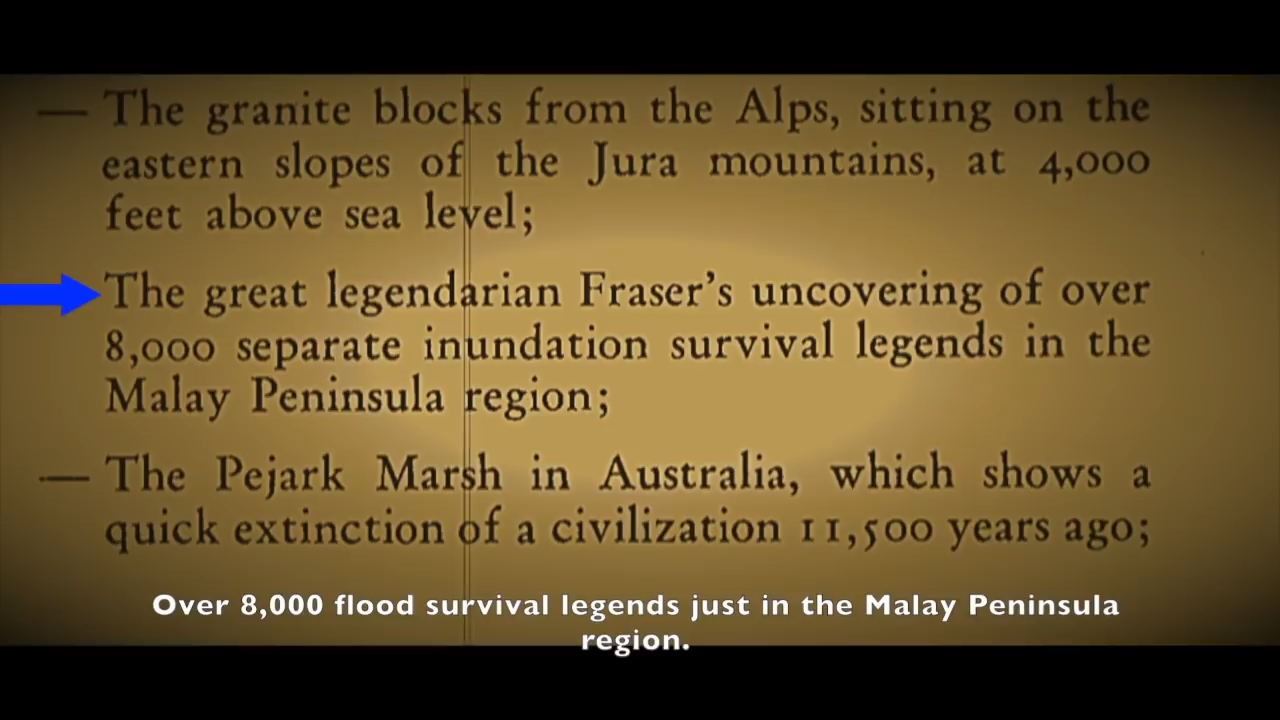 — The granite blocks from the Alps, sitting on the
eastern slopes of the Jura mountains, at 4,000
feet above sea level;
The great legendarian Fraser's uncovering of over
8,000 separate inundation survival legends in the
Malay Peninsula region;
— The Pejark Marsh in Australia, which shows a
quick extinction of a civilization 11,500 years ago;
Over 8,000 flood survival legends just in the Malay Peninsula
region.